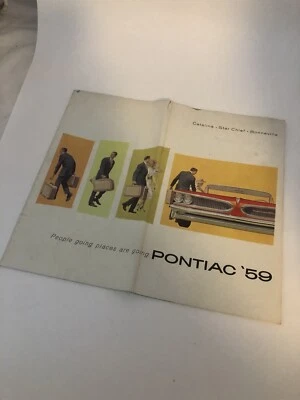 Catalina • Star Chief • Bonneville
People going places are going: PONTIAC '59